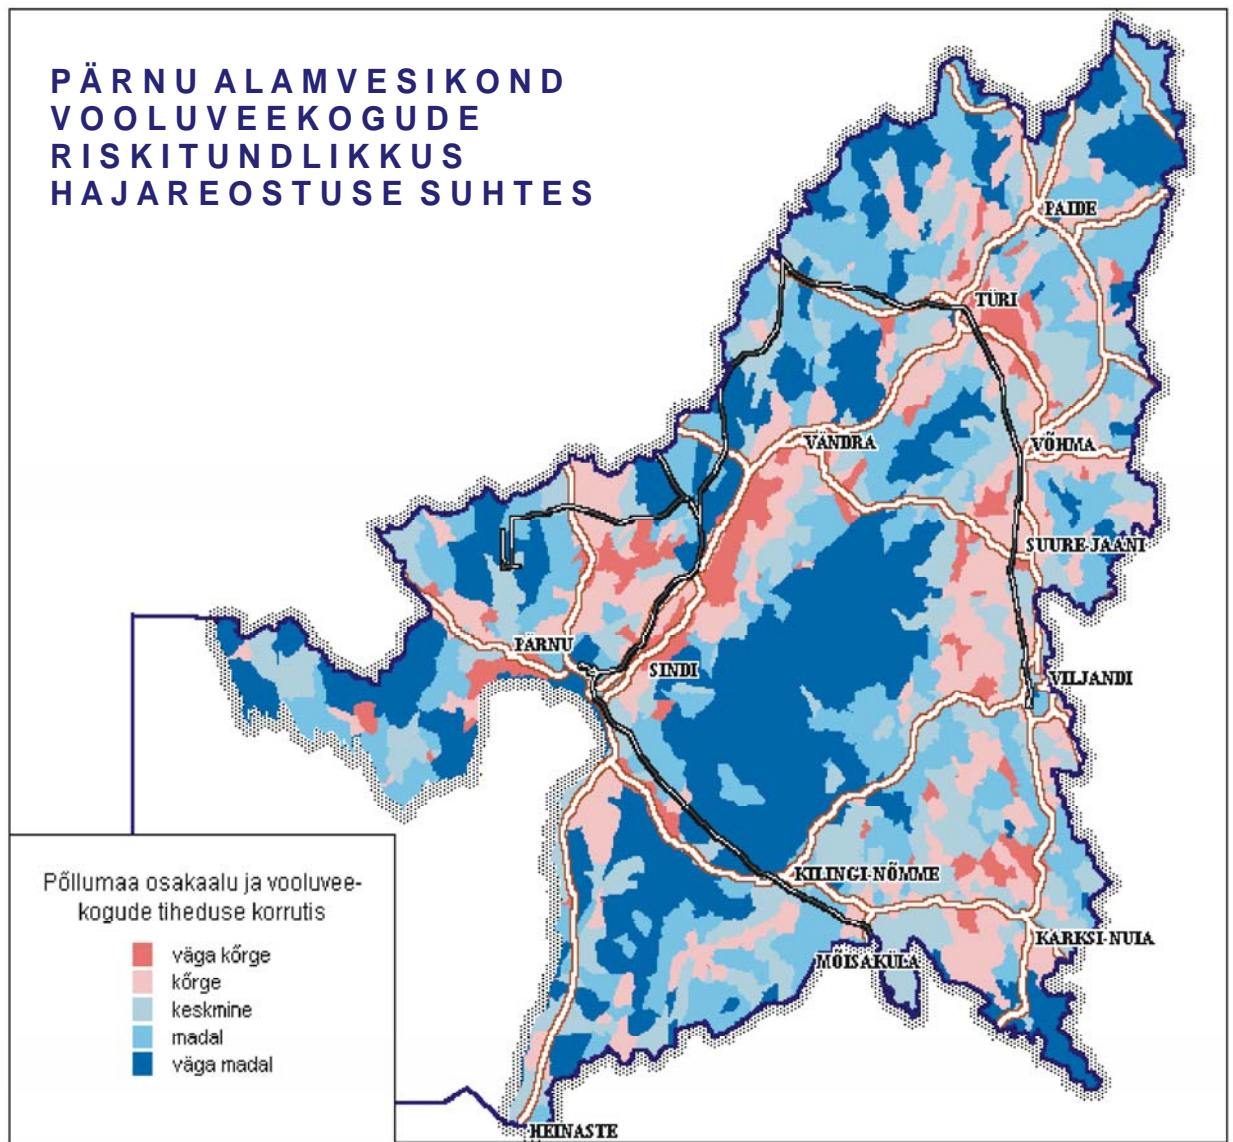 PÄRNU ALAMVESIKOND
VOOLUVEEKOGUDE
RISKITUNDLIKKUS
HAJAREOSTUSE SUHTES
PAIDE
TÜRI
VÄNDRA
VÕHMA
SUURE-JAANI
PÄRNU
SINDI
VILJANDI
KILINGI-NÕMME
KARKSI-NUIA
MÕISAKÜLA
HEINASTE
Põllumaa osakaalu ja vooluvee-
kogude tiheduse korrutis
väga kõrge
kõrge
keskmine
madal
väga madal